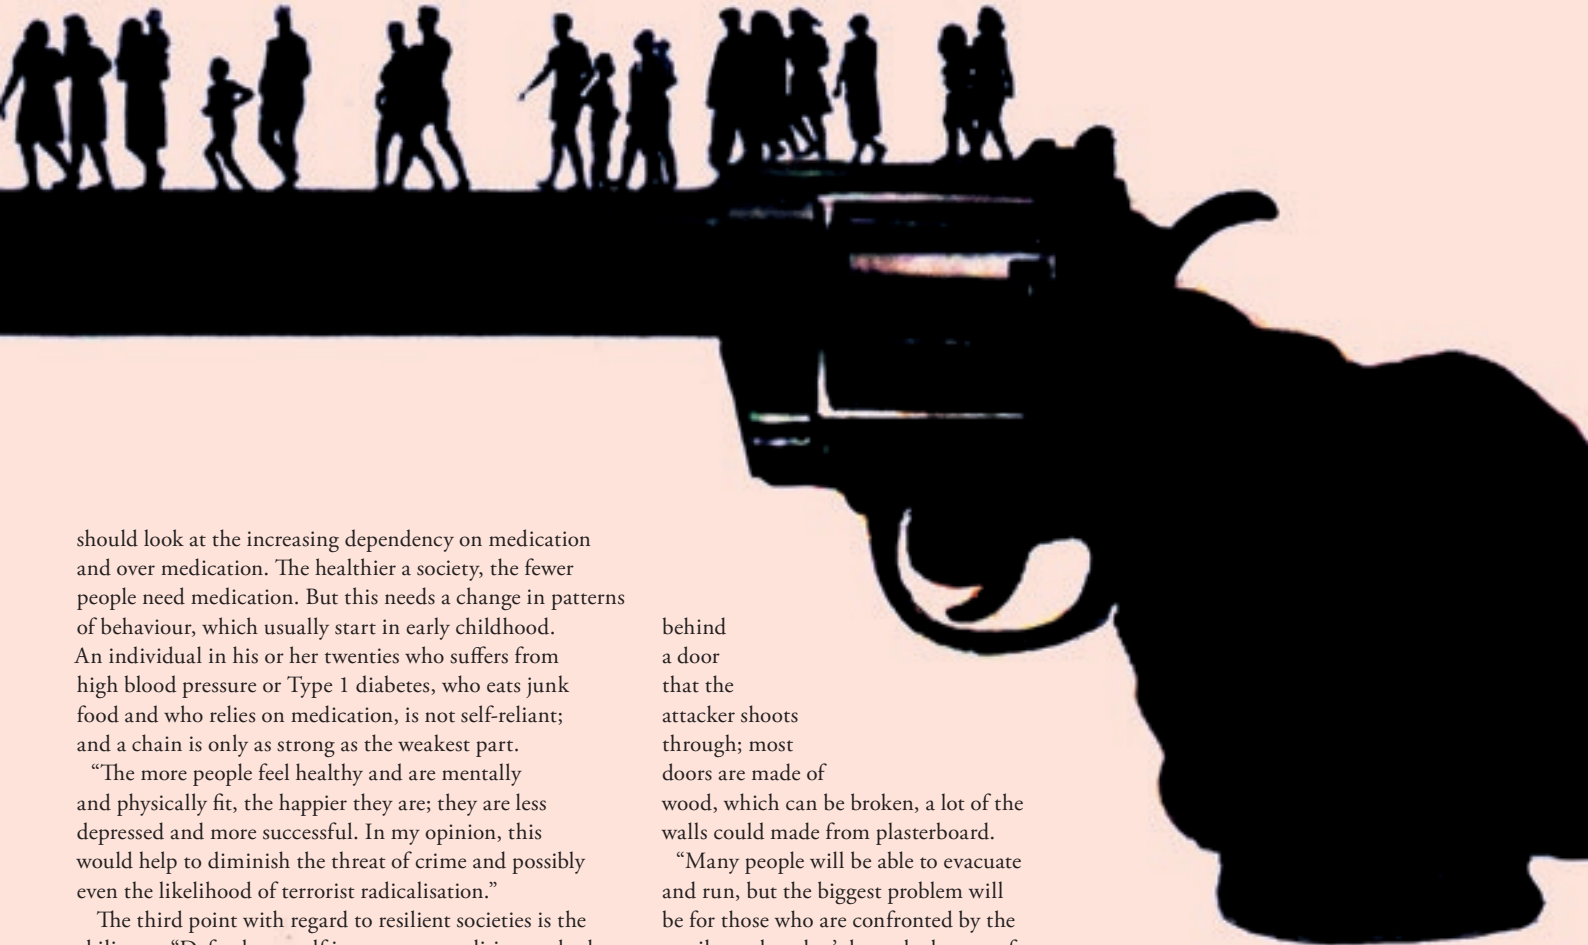 should look at the increasing dependency on medication
and over medication. The healthier a society, the fewer
people need medication. But this needs a change in patterns
of behaviour, which usually start in early childhood.
An individual in his or her twenties who suffers from
high blood pressure or Type 1 diabetes, who eats junk
food and who relies on medication, is not self-reliant;
and a chain is only as strong as the weakest part.
“The more people feel healthy and are mentally
and physically fit, the happier they are; they are less
depressed and more successful. In my opinion, this
would help to diminish the threat of crime and possibly
even the likelihood of terrorist radicalisation.”
The third point with regard to resilient societies is the
behind
a door
that the
attacker shoots
through; most
doors are made of
wood, which can be broken, a lot of the
walls could made from plasterboard.
“Many people will be able to evacuate
and run, but the biggest problem will
be for those who are confronted by the